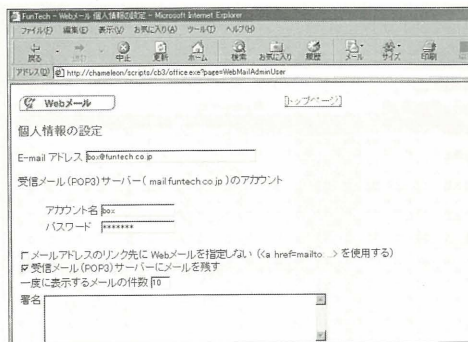 FunTech - Webメール 個人情報の設定 - Microsoft Internet Explorer
ファイル(F) 編集(E) 表示(V) お気に入り(A) ツール(T) ヘルプ(H)
戻る 中止 更新 ホーム 検索 お気に入り 履歴 メール サイズ 印刷
アドレス(D) http://chameleon/scripts/cb3/office.exe?page=WebMailAdminUser
Webメール [トップページ]
個人情報の設定
E-mail アドレス box@funtech.co.jp
受信メール(POP3)サーバー( mail.funtech.co.jp )のアカウント
アカウント名 box
パスワード *******
メールアドレスのリンク先に Webメールを指定しない (<a href=mailto:...> を使用する)
受信メール(POP3)サーバーにメールを残す
一度に表示するメールの件数 10
署名